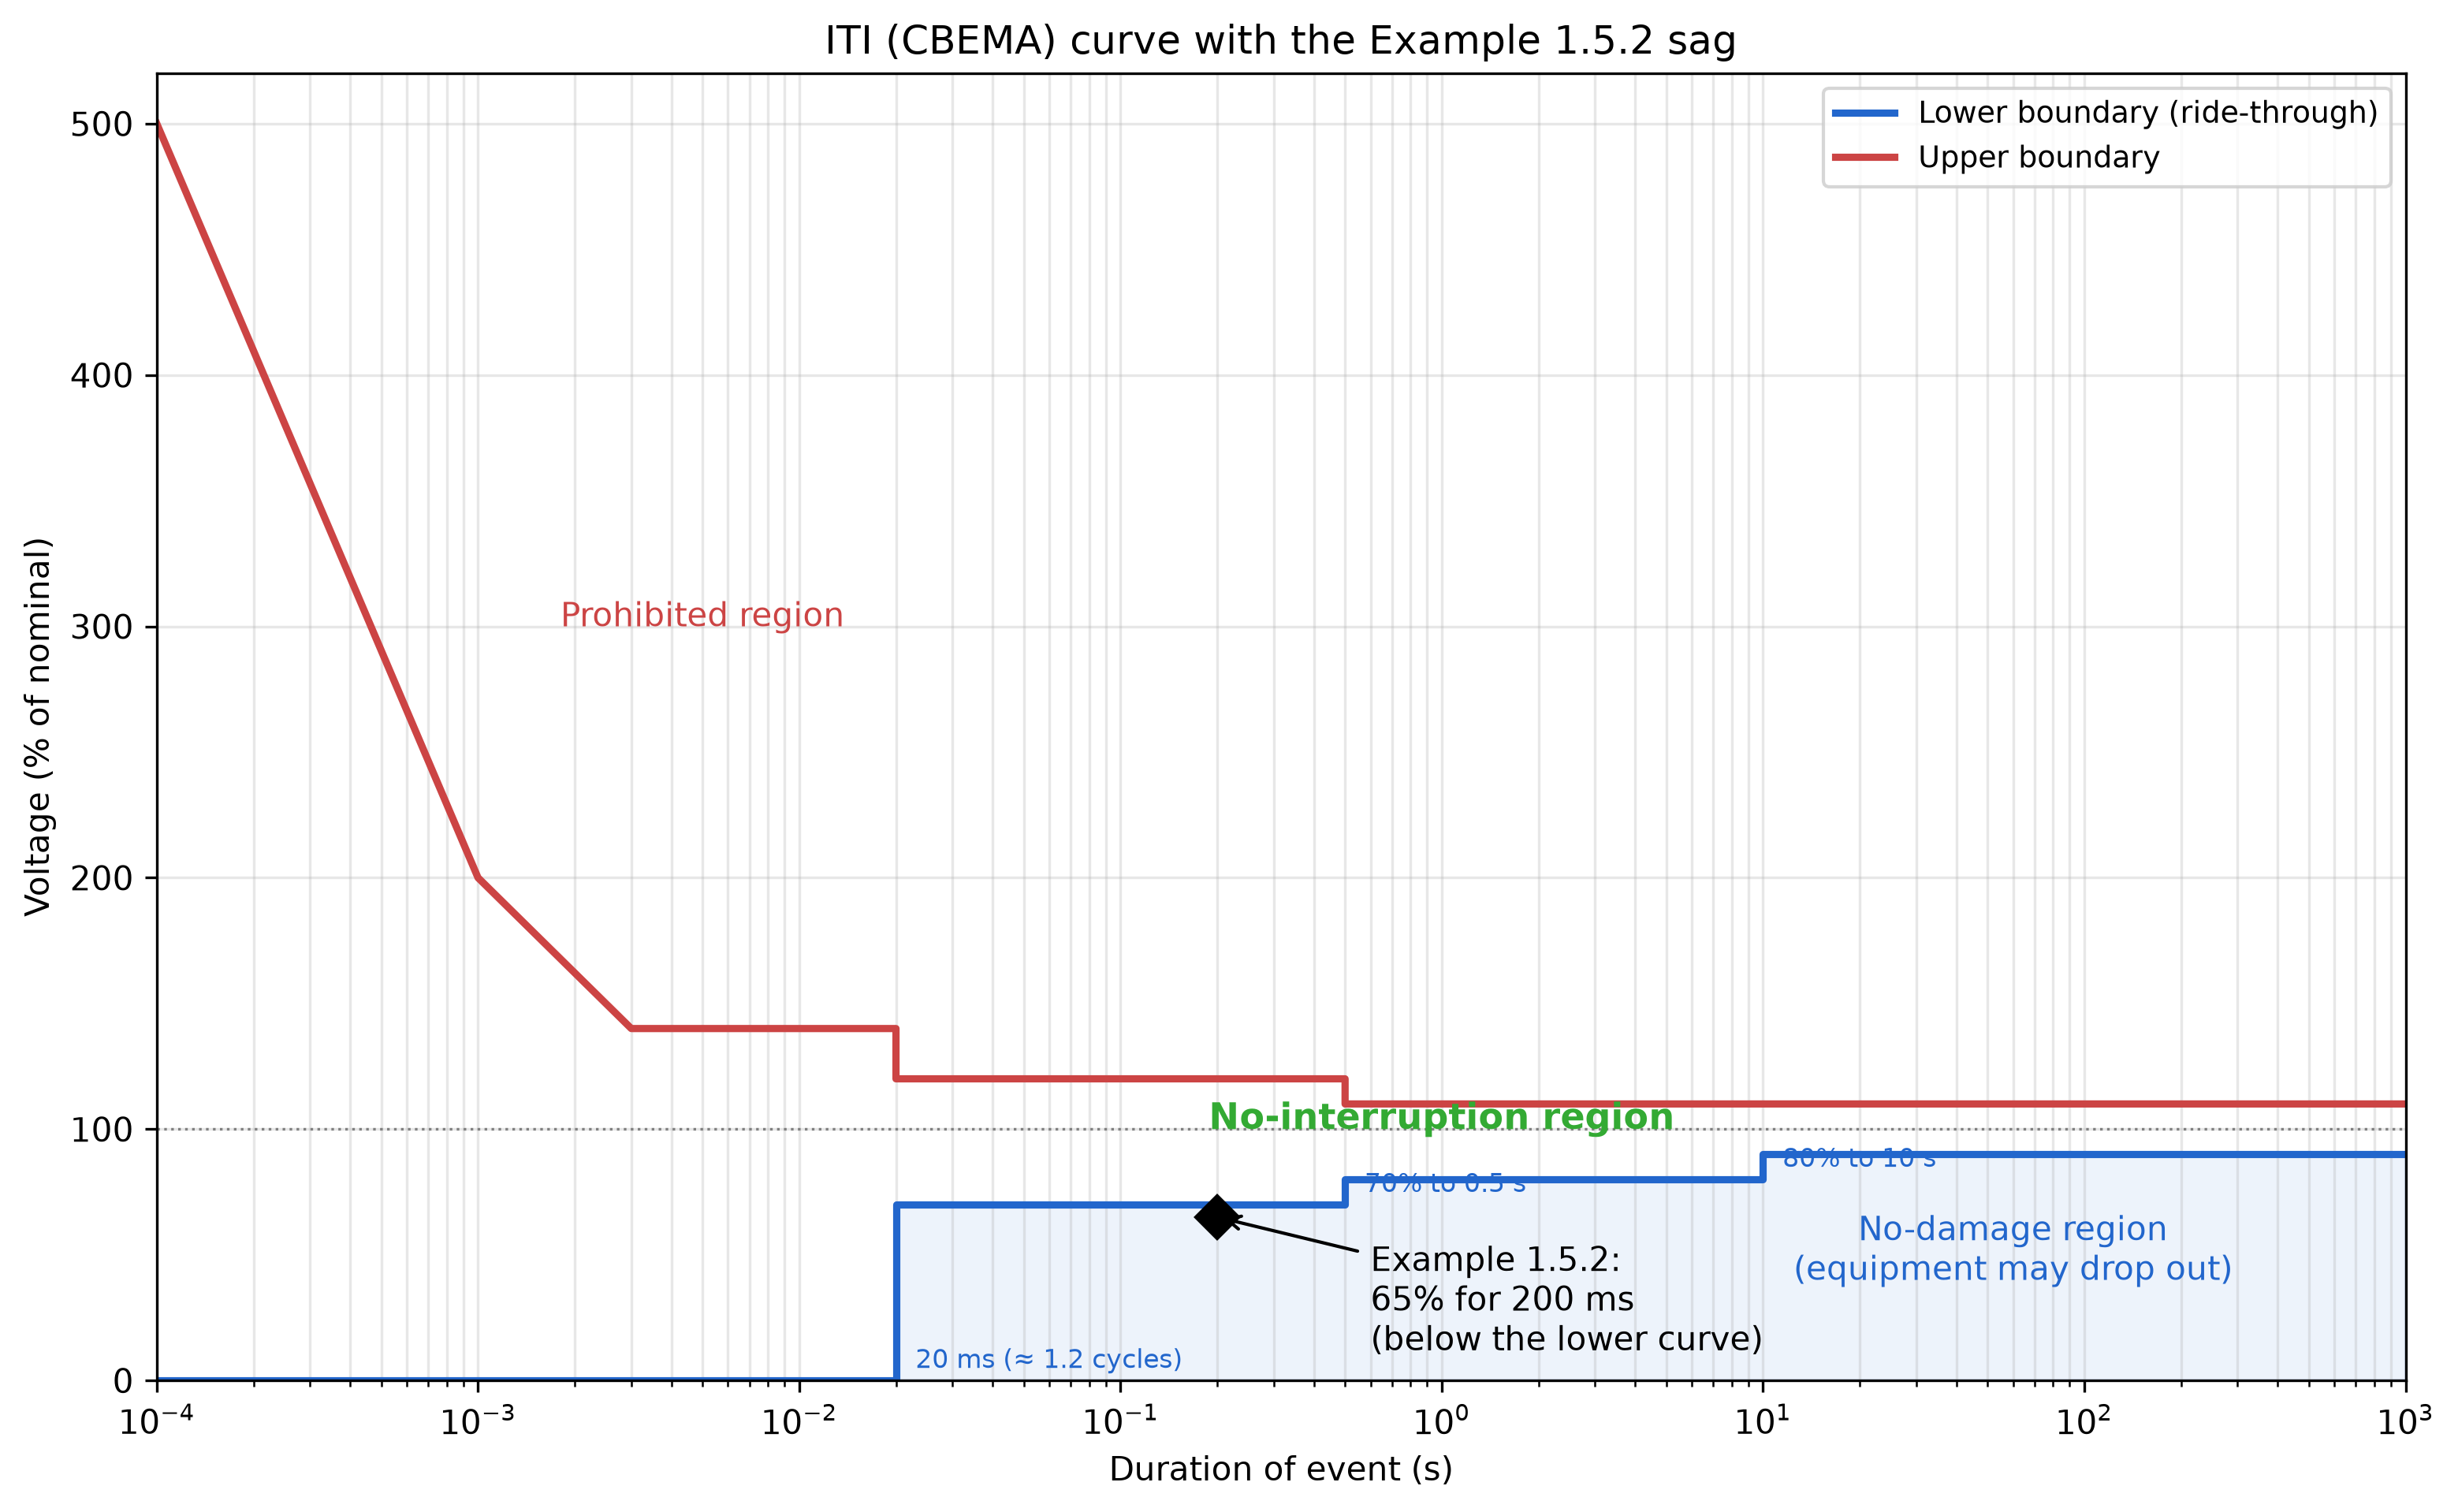 ITI (CBEMA) curve with the Example 1.5.2 sag
Lower boundary (ride-through)
Upper boundary
Voltage (% of nominal)
500
400
300
200
100
0
Prohibited region
No-interruption region
80% to 10 s
70% to 0.5 s
No-damage region
(equipment may drop out)
Example 1.5.2:
65% for 200 ms
(below the lower curve)
20 ms (≈ 1.2 cycles)
10⁻⁴ 10⁻³ 10⁻² 10⁻¹ 10⁰ 10¹ 10² 10³
Duration of event (s)